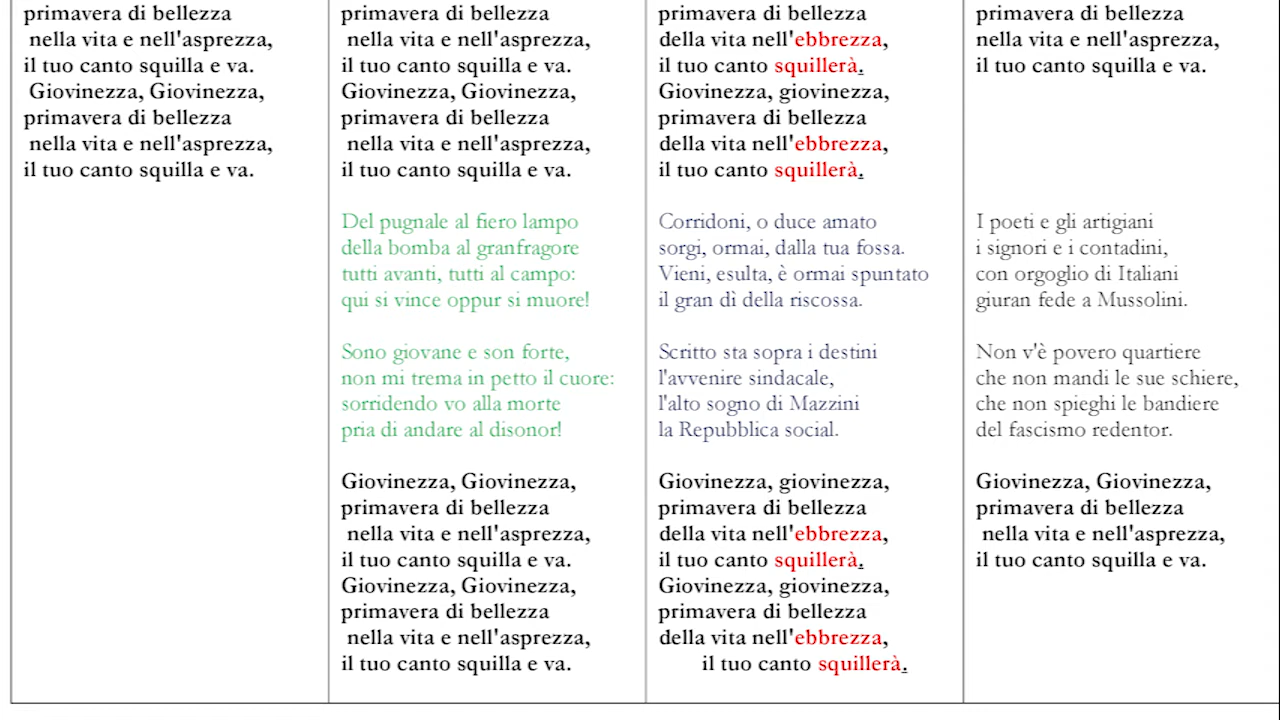 primavera di bellezza
nella vita e nell'asprezza,
il tuo canto squilla e va.
Giovinezza, Giovinezza,
primavera di bellezza
nella vita e nell'asprezza,
il tuo canto squilla e va.
primavera di bellezza
nella vita e nell'asprezza,
il tuo canto squilla e va.
Giovinezza, Giovinezza,
primavera di bellezza
nella vita e nell'asprezza,
il tuo canto squilla e va.
Del pugnale al fiero lampo
della bomba al granfragore
tutti avanti, tutti al campo:
qui si vince oppur si muore!
Sono giovane e son forte,
non mi trema in petto il cuore:
sorridendo vo alla morte
pria di andare al disonor!
Giovinezza, Giovinezza,
primavera di bellezza
nella vita e nell'asprezza,
il tuo canto squilla e va.
Giovinezza, Giovinezza,
primavera di bellezza
nella vita e nell'asprezza,
il tuo canto squilla e va.
primavera di bellezza
della vita nell'ebbrezza,
il tuo canto squillerà.
Giovinezza, giovinezza,
primavera di bellezza
della vita nell'ebbrezza,
il tuo canto squillerà.
Corridoni, o duce amato
sorgi, ormai, dalla tua fossa.
Vieni, esulta, è ormai spuntato
il gran dì della riscossa.
Scritto sta sopra i destini
l'avvenire sindacale,
l'alto sogno di Mazzini
la Repubblica social.
Giovinezza, giovinezza,
primavera di bellezza
della vita nell'ebbrezza,
il tuo canto squillerà.
Giovinezza, giovinezza,
primavera di bellezza
della vita nell'ebbrezza,
il tuo canto squillerà.
primavera di bellezza
nella vita e nell'asprezza,
il tuo canto squilla e va.
I poeti e gli artigiani
i signori e i contadini,
con orgoglio di Italiani
giuran fede a Mussolini.
Non v'è povero quartiere
che non mandi le sue schiere,
che non spieghi le bandiere
del fascismo redentor.
Giovinezza, Giovinezza,
primavera di bellezza
nella vita e nell'asprezza,
il tuo canto squilla e va.